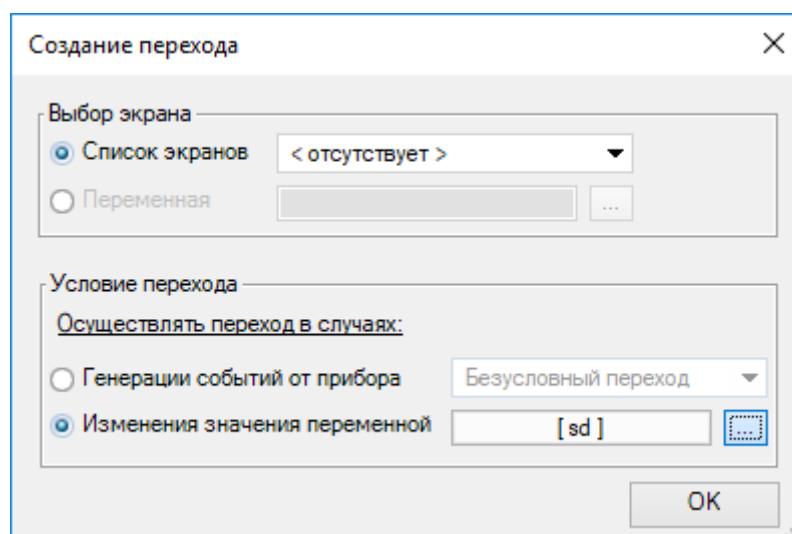 Создание перехода
Выбор экрана
Список экранов < отсутствует >
Переменная ...
Условие перехода
Осуществлять переход в случаях:
Генерации событий от прибора Безусловный переход
Изменения значения переменной [ sd ] ...
OK